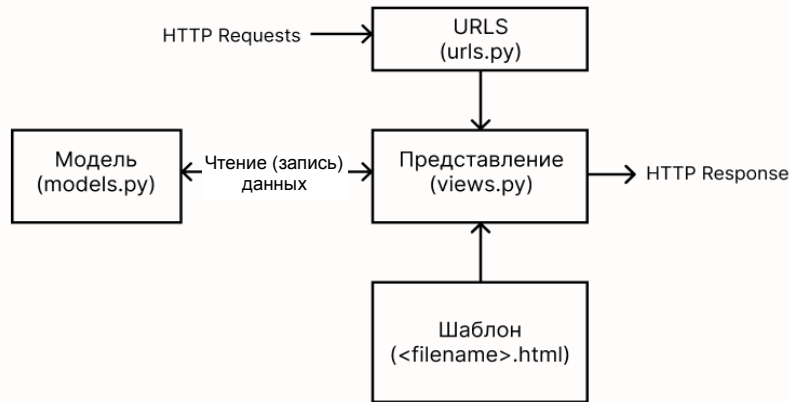 HTTP Requests
URLS
(urls.py)
Модель
(models.py)
Чтение (запись)
данных
Представление
(views.py)
HTTP Response
Шаблон
(<filename>.html)